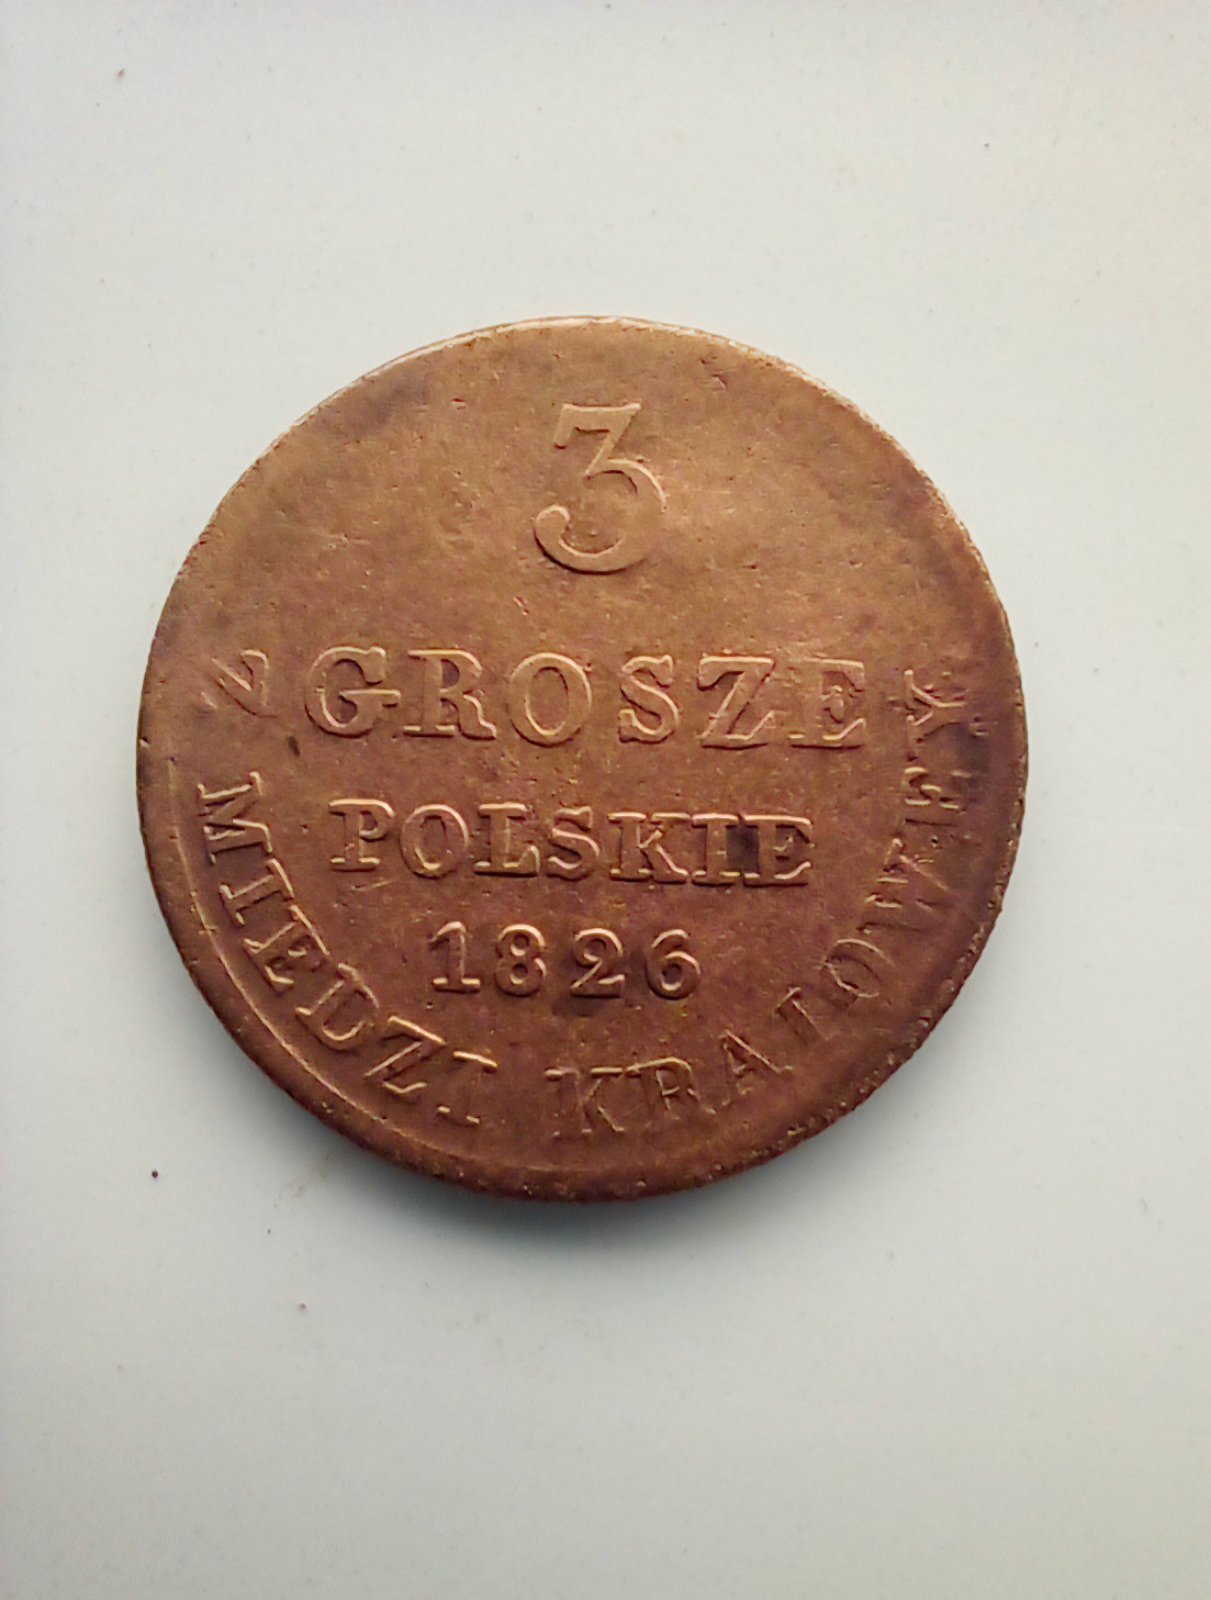 3
GROSZE
POLSKIE
1826
Z MIEDZI KRAIOWEY